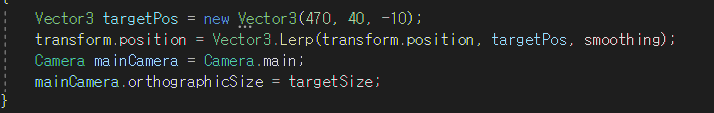 Vector3 targetPos = new Vector3(470, 40, -10);
transform.position = Vector3.Lerp(transform.position, targetPos, smoothing);
Camera mainCamera = Camera.main;
mainCamera.orthographicSize = targetSize;
}